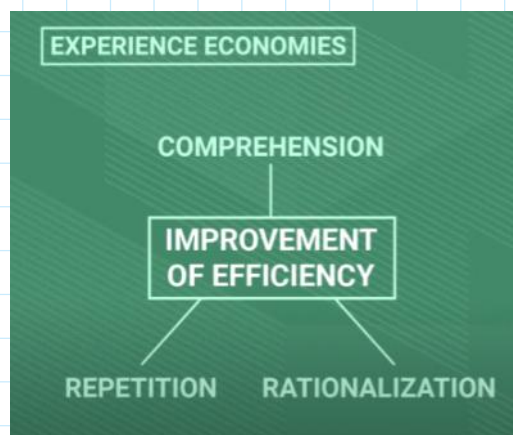 EXPERIENCE ECONOMIES
COMPREHENSION
IMPROVEMENT
OF EFFICIENCY
REPETITION
RATIONALIZATION